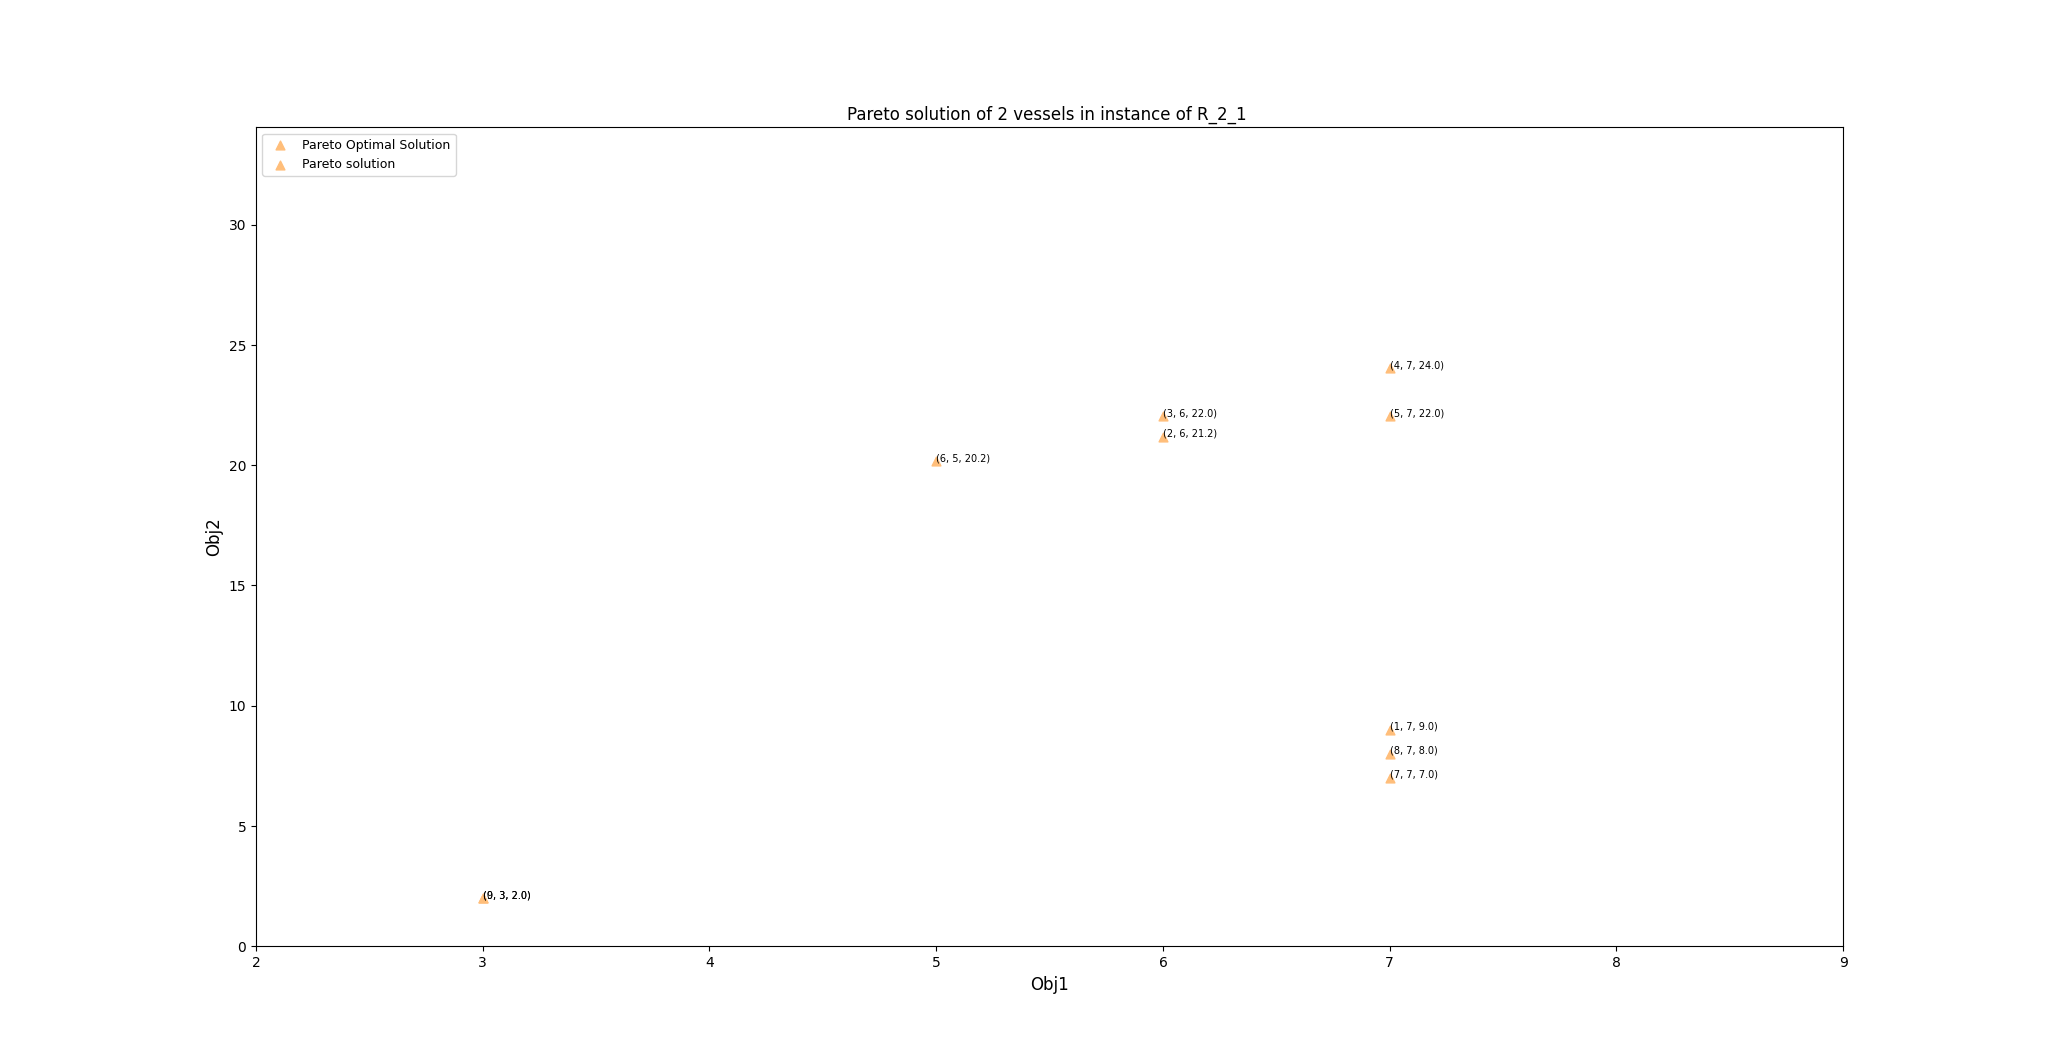 Pareto solution of 2 vessels in instance of R_2_1
Pareto Optimal Solution
Pareto solution
30
25
20
15
10
5
0
Obj2
(4, 7, 24.0)
(3, 6, 22.0)
(5, 7, 22.0)
(2, 6, 21.2)
(6, 5, 20.2)
(1, 7, 9.0)
(8, 7, 8.0)
(7, 7, 7.0)
3, 2.0)
2
3
4
5
6
7
8
9
Obj1